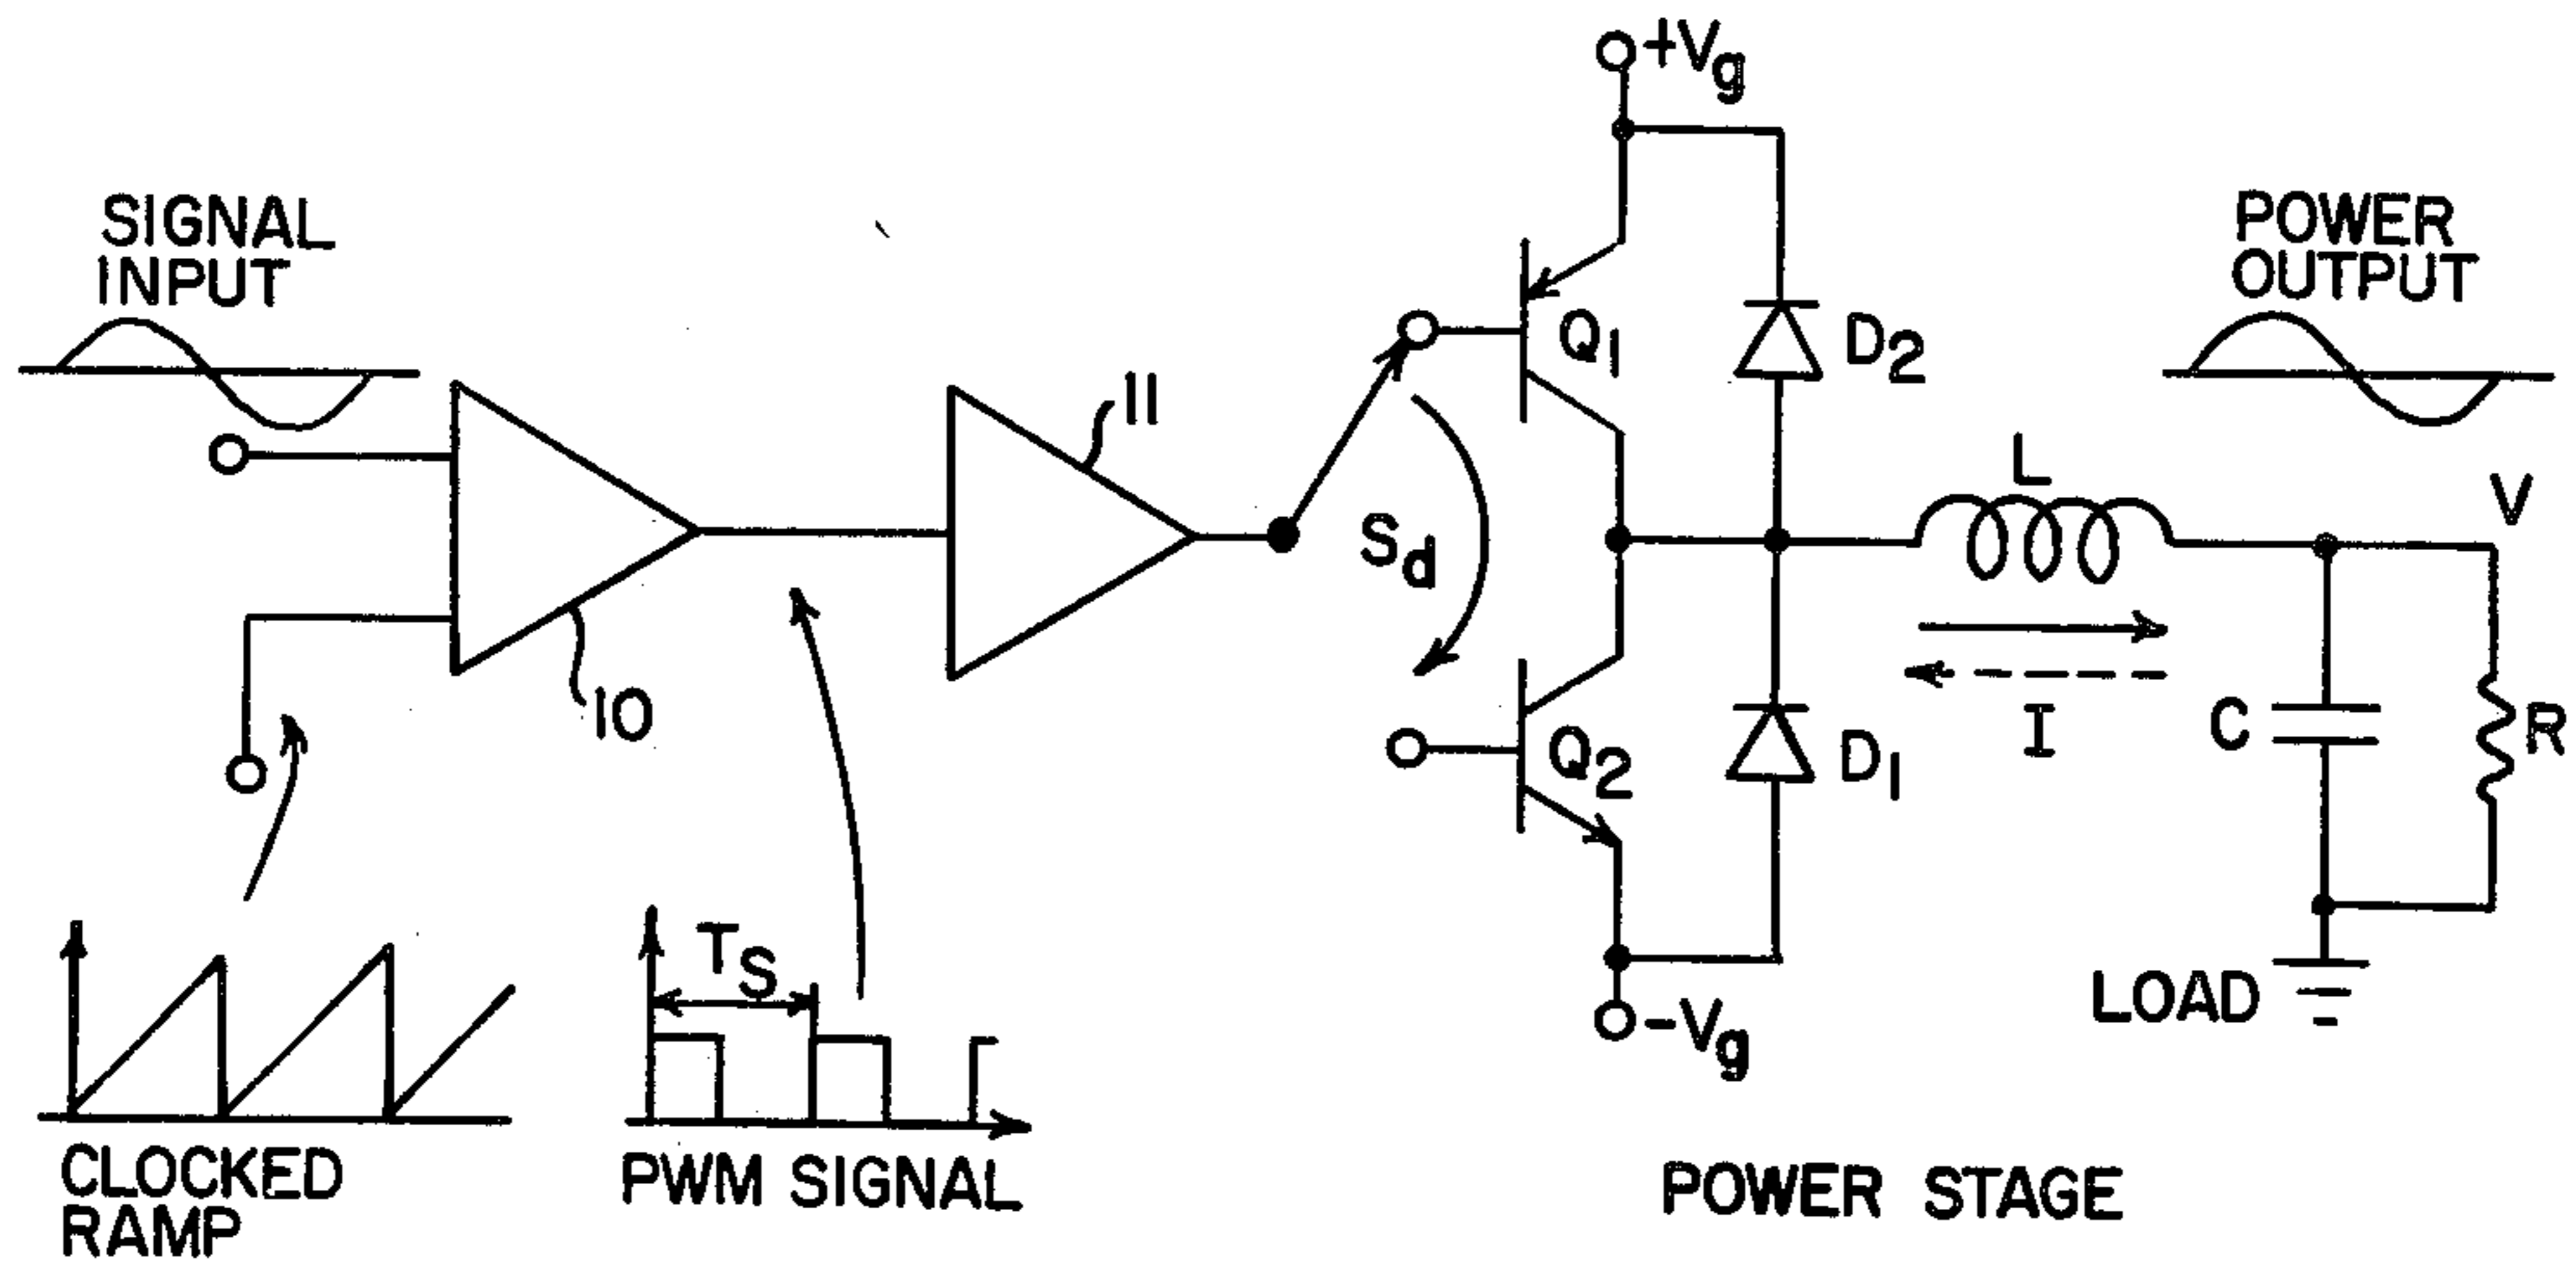 +Vg
SIGNAL
INPUT
POWER
OUTPUT
Q1
D2
11
L
V
Sd
10
Q2
D1
I
C
R
TS
-Vg
LOAD
CLOCKED
RAMP
PWM SIGNAL
POWER STAGE